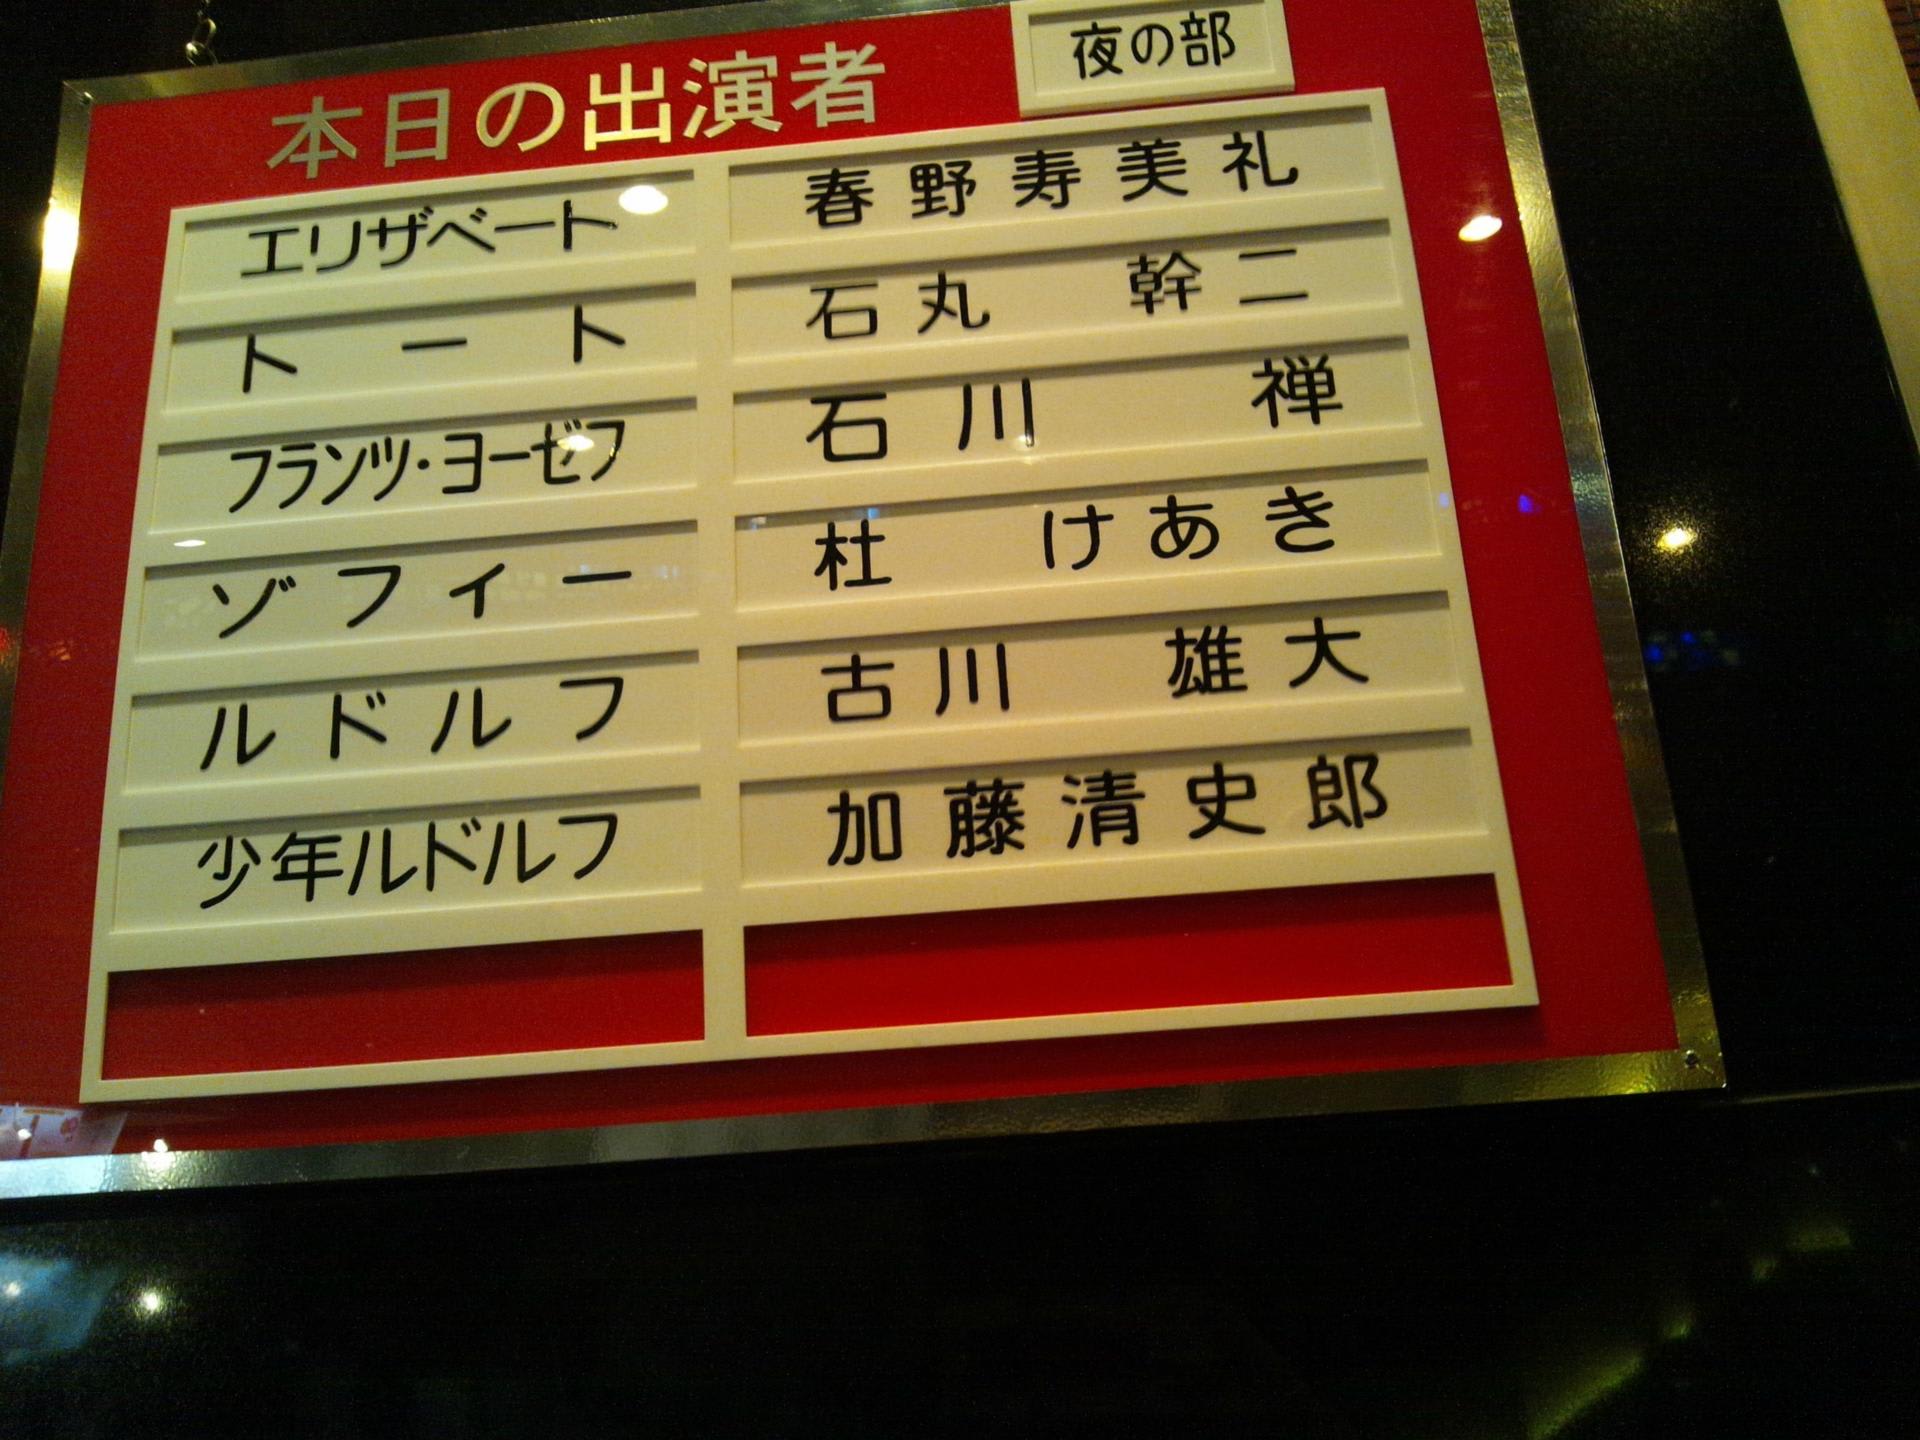 本日の出演者 夜の部
エリザベート 春野寿美礼
トート 石丸 幹二
フランツ・ヨーゼフ 石川 禅
ゾフィー 杜 けあき
ルドルフ 古川 雄大
少年ルドルフ 加藤清史郎